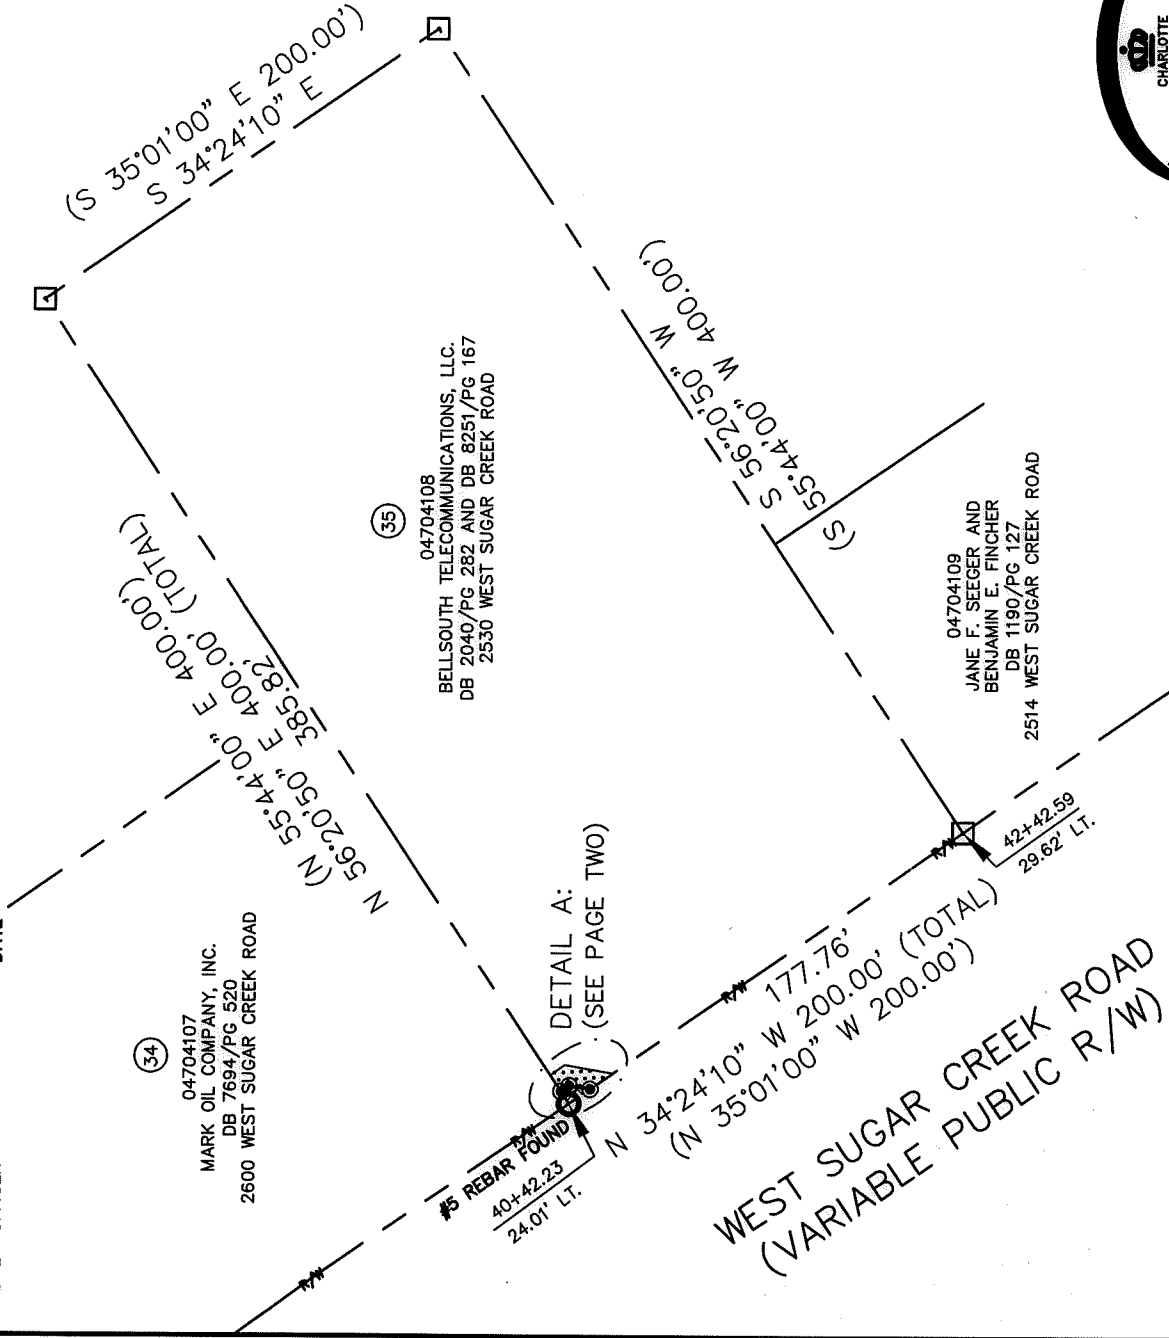 (S 35°01'00" E 200.00')
S 34°24'10" E
CHARLOTTE
(N 55°44'00" E 400.00')
N 56°20'50" E 400.00' (TOTAL)
385.82'
35
04704108
BELLSOUTH TELECOMMUNICATIONS, LLC.
DB 2040/PG 282 AND DB 8251/PG 167
2530 WEST SUGAR CREEK ROAD
S 56°20'50" W
(S 55°44'00" W 400.00')
34
04704107
MARK OIL COMPANY, INC.
DB 7694/PG 520
2600 WEST SUGAR CREEK ROAD
04704109
JANE F. SEEGER AND
BENJAMIN E. FINCHER
DB 1190/PG 127
2514 WEST SUGAR CREEK ROAD
DETAIL A:
(SEE PAGE TWO)
R/W
R/W
R/W
R/W
#5 REBAR FOUND
40+42.23
24.01' LT.
42+42.59
29.62' LT.
177.76'
N 34°24'10" W 200.00' (TOTAL)
(N 35°01'00" W 200.00')
WEST SUGAR CREEK ROAD
(VARIABLE PUBLIC R/W)